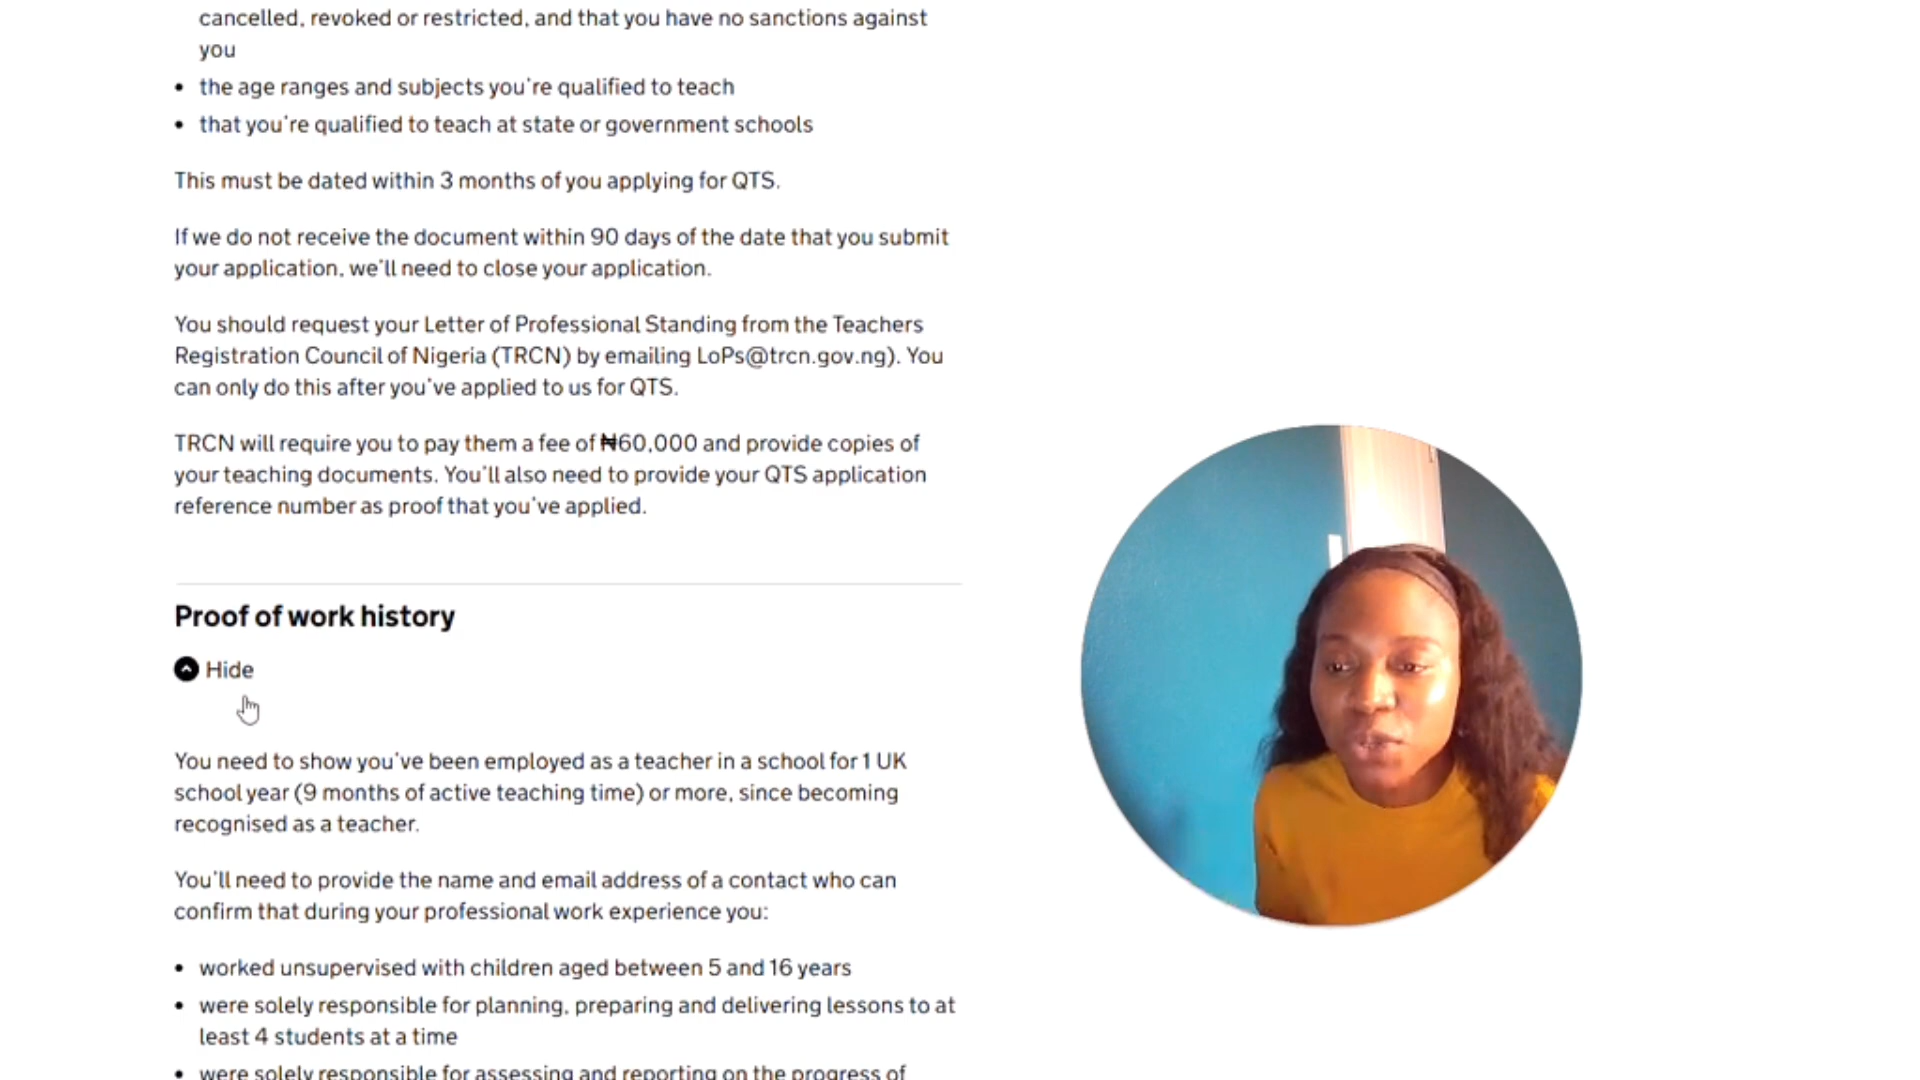 cancelled, revoked or restricted, and that you have no sanctions against
you
• the age ranges and subjects you're qualified to teach
• that you're qualified to teach at state or government schools
This must be dated within 3 months of you applying for QTS.
If we do not receive the document within 90 days of the date that you submit
your application, we'll need to close your application.
You should request your Letter of Professional Standing from the Teachers
Registration Council of Nigeria (TRCN) by emailing LoPs@trcn.gov.ng). You
can only do this after you've applied to us for QTS.
TRCN will require you to pay them a fee of ₦60,000 and provide copies of
your teaching documents. You'll also need to provide your QTS application
reference number as proof that you've applied.
Proof of work history
Hide
You need to show you've been employed as a teacher in a school for 1 UK
school year (9 months of active teaching time) or more, since becoming
recognised as a teacher.
You'll need to provide the name and email address of a contact who can
confirm that during your professional work experience you:
• worked unsupervised with children aged between 5 and 16 years
• were solely responsible for planning, preparing and delivering lessons to at
least 4 students at a time
• were solely responsible for assessing and reporting on the progress of